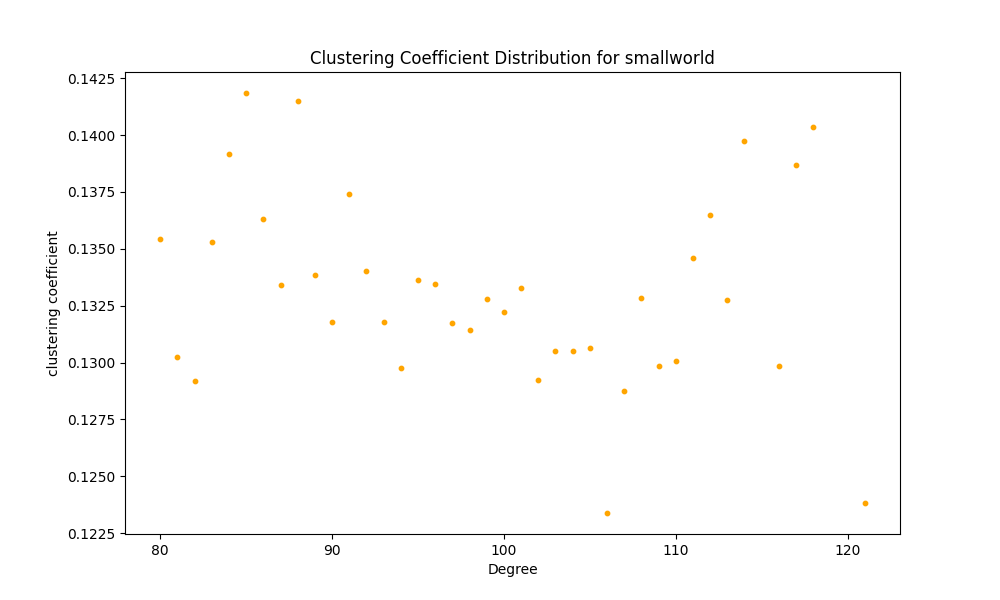 Clustering Coefficient Distribution for smallworld
clustering coefficient
0.1425
0.1400
0.1375
0.1350
0.1325
0.1300
0.1275
0.1250
0.1225
80 90 100 110 120
Degree